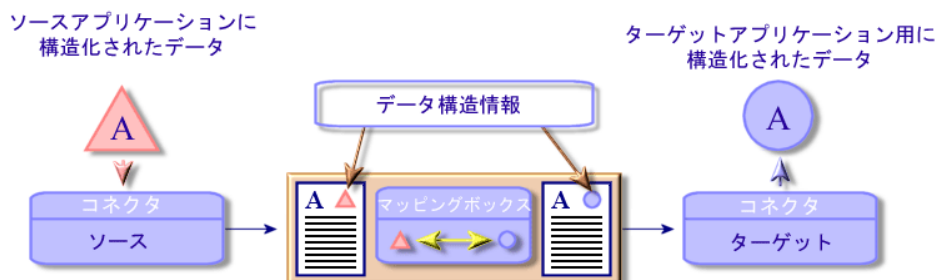 ソースアプリケーションに
構造化されたデータ
ターゲットアプリケーション用に
構造化されたデータ
データ構造情報
A
A
コネクタ
ソース
A
マッピングボックス
A
コネクタ
ターゲット